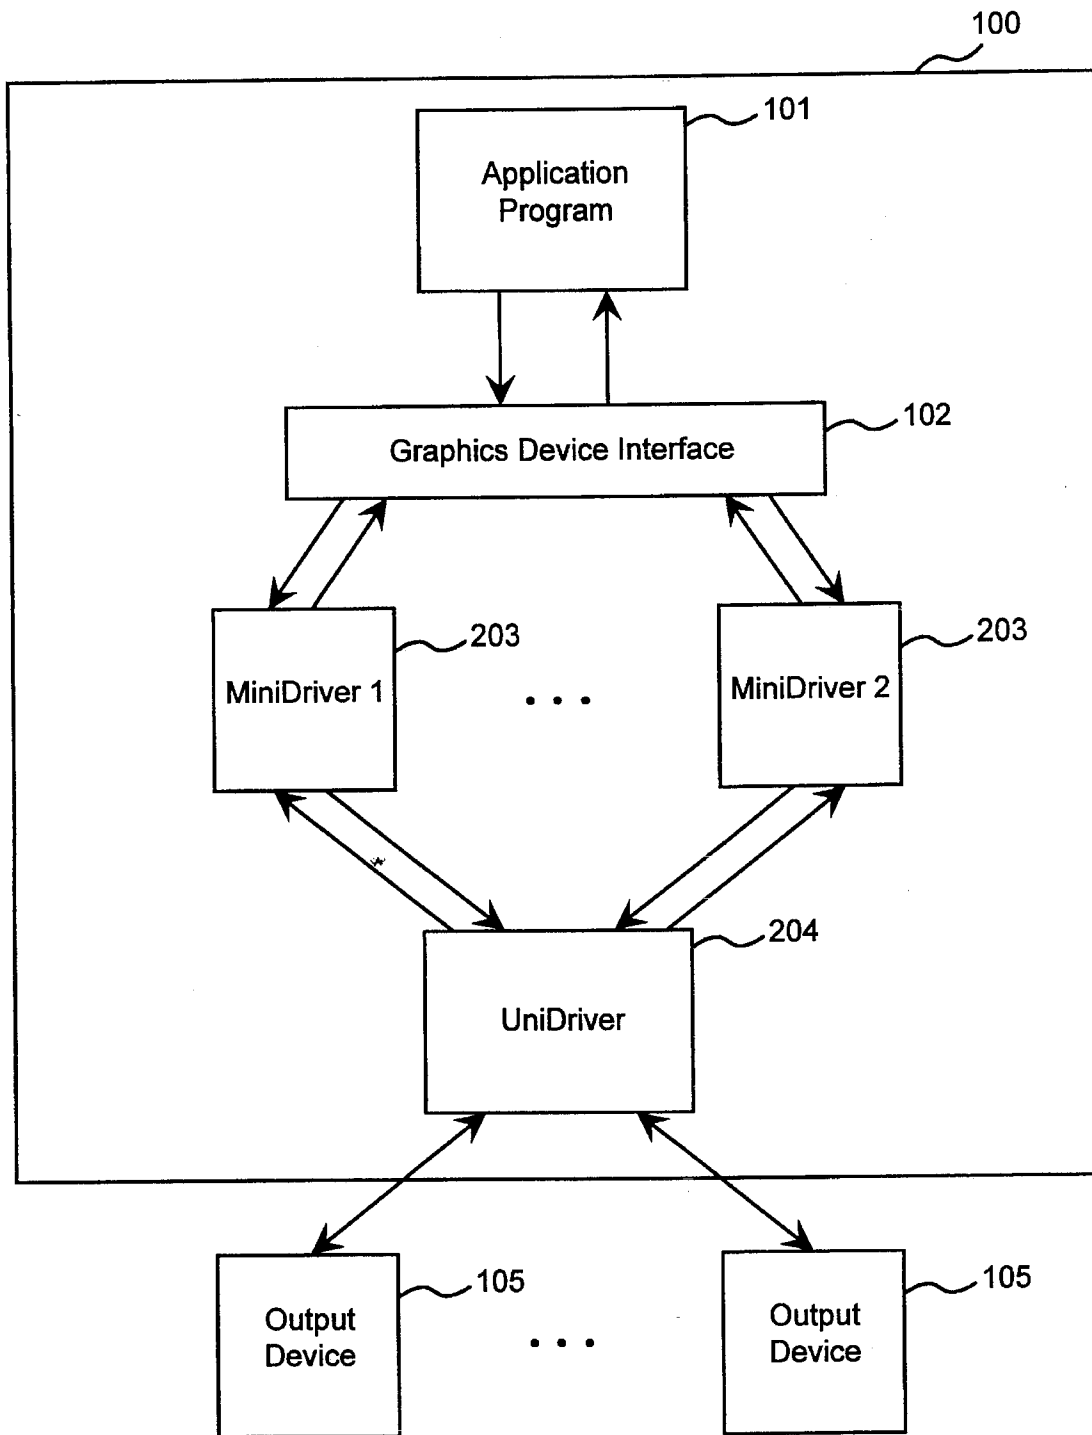 100
101
Application
Program
102
Graphics Device Interface
203
203
MiniDriver 1
. . .
MiniDriver 2
204
UniDriver
105
105
Output
Device
. . .
Output
Device